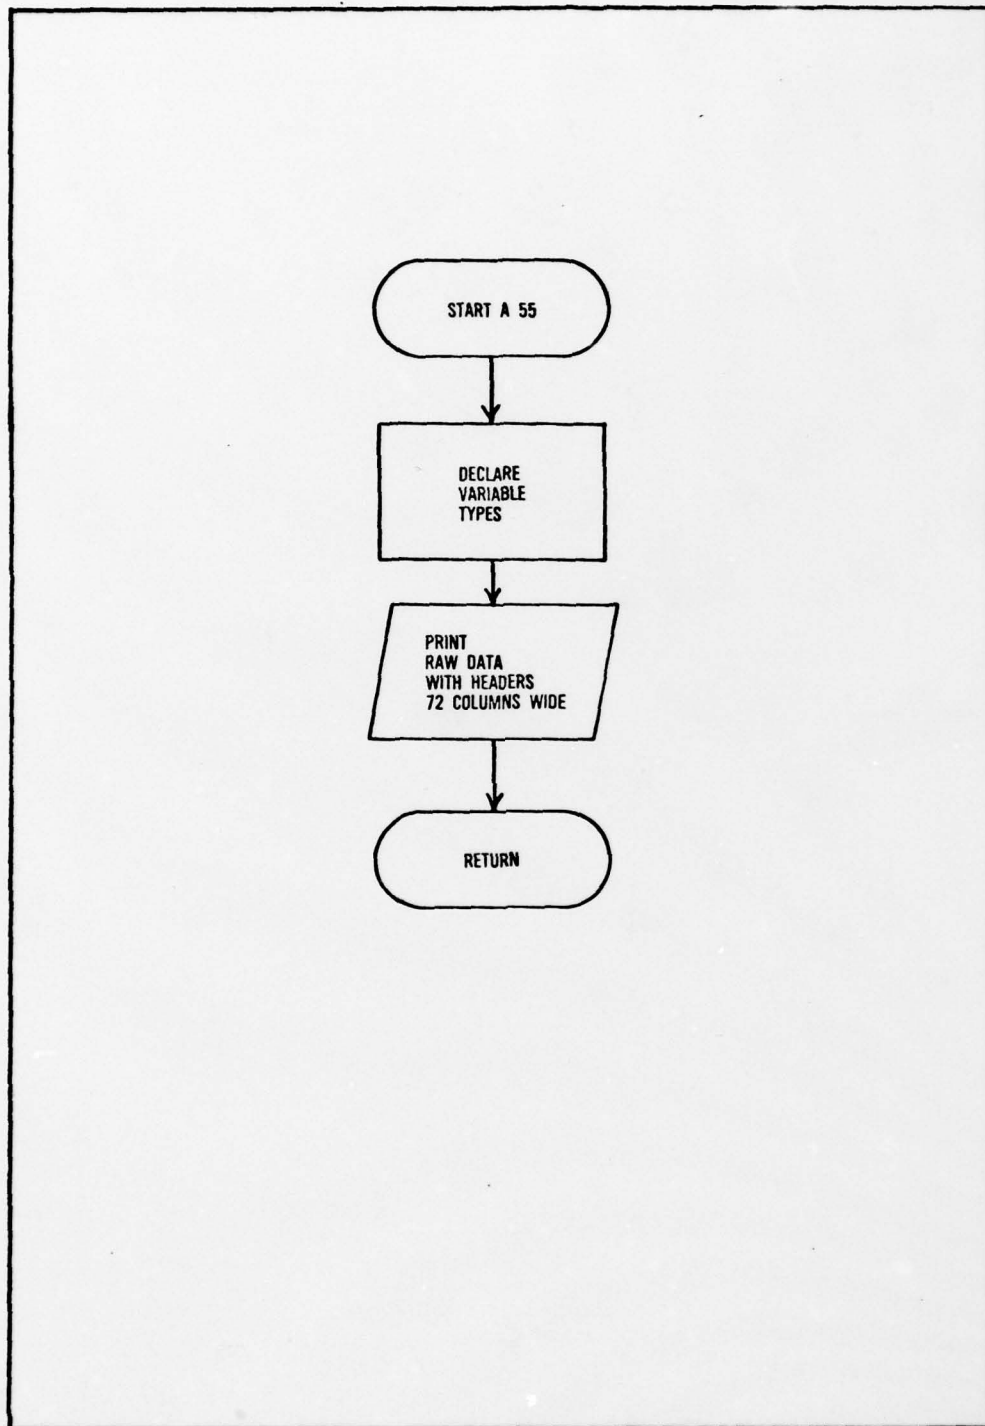 START A 55
DECLARE
VARIABLE
TYPES
PRINT
RAW DATA
WITH HEADERS
72 COLUMNS WIDE
RETURN